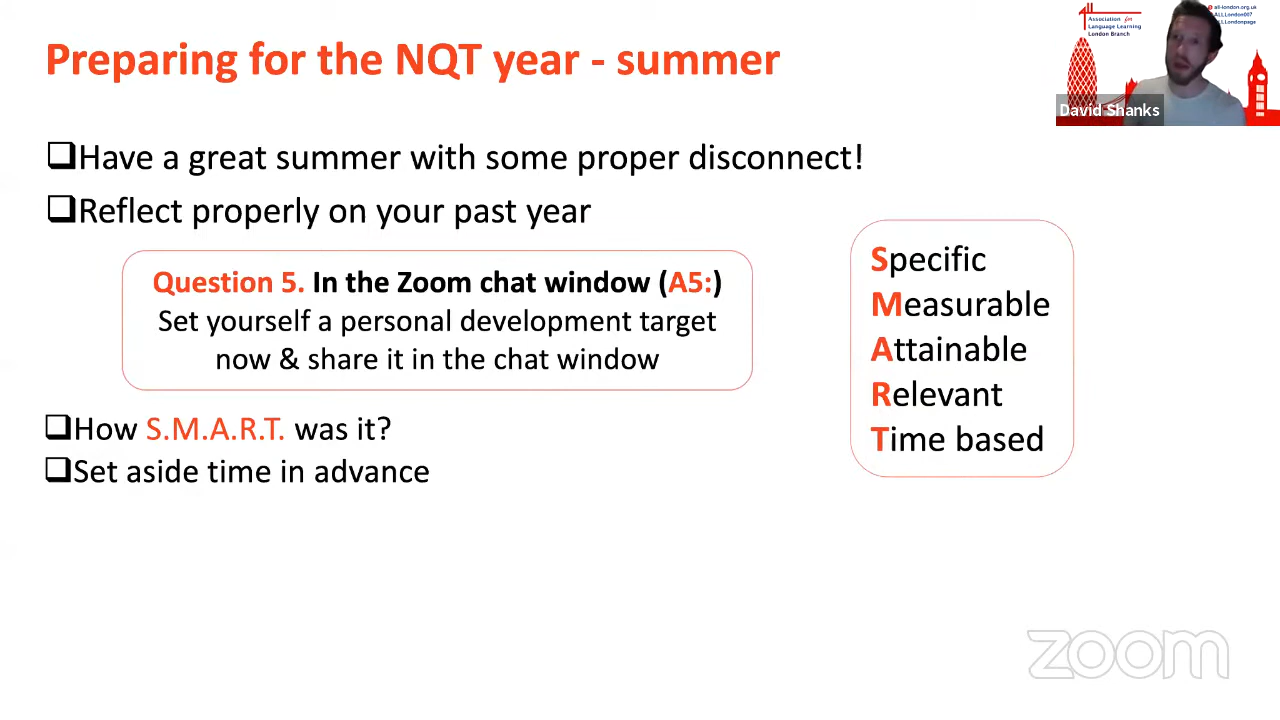 Preparing for the NQT year - summer
Association for
Language Learning
London Branch
all-london.org.uk
ALLLondon007
LLLondonpage
David Shanks
❑Have a great summer with some proper disconnect!
❑Reflect properly on your past year
Question 5. In the Zoom chat window (A5:)
Set yourself a personal development target
now & share it in the chat window
❑How S.M.A.R.T. was it?
❑Set aside time in advance
Specific
Measurable
Attainable
Relevant
Time based
zoom